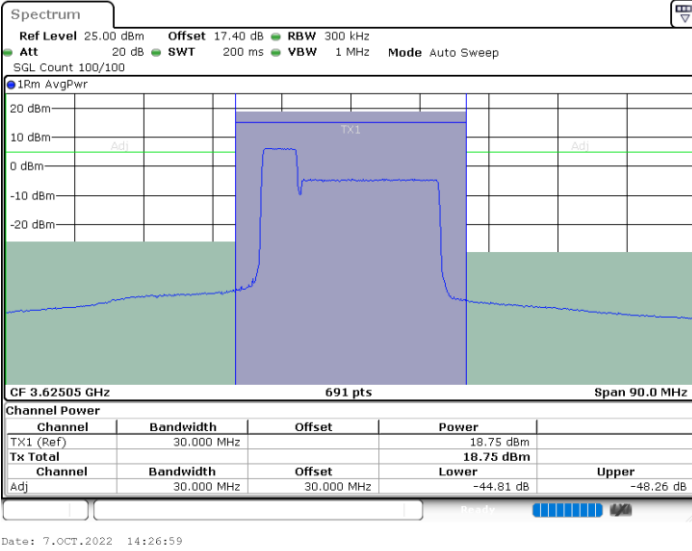 Spectrum
Ref Level 25.00 dBm Offset 17.40 dB RBW 300 kHz
Att 20 dB SWT 200 ms VBW 1 MHz Mode Auto Sweep
SGL Count 100/100
1Rm AvgPwr
20 dBm
TX1
10 dBm
Adj Adj
0 dBm
-10 dBm
-20 dBm
CF 3.62505 GHz 691 pts Span 90.0 MHz
Channel Power
Channel Bandwidth Offset Power
TX1 (Ref) 30.000 MHz 18.75 dBm
Tx Total 18.75 dBm
Channel Bandwidth Offset Lower Upper
Adj 30.000 MHz 30.000 MHz -44.81 dB -48.26 dB
Ready
Date: 7.OCT.2022 14:26:59